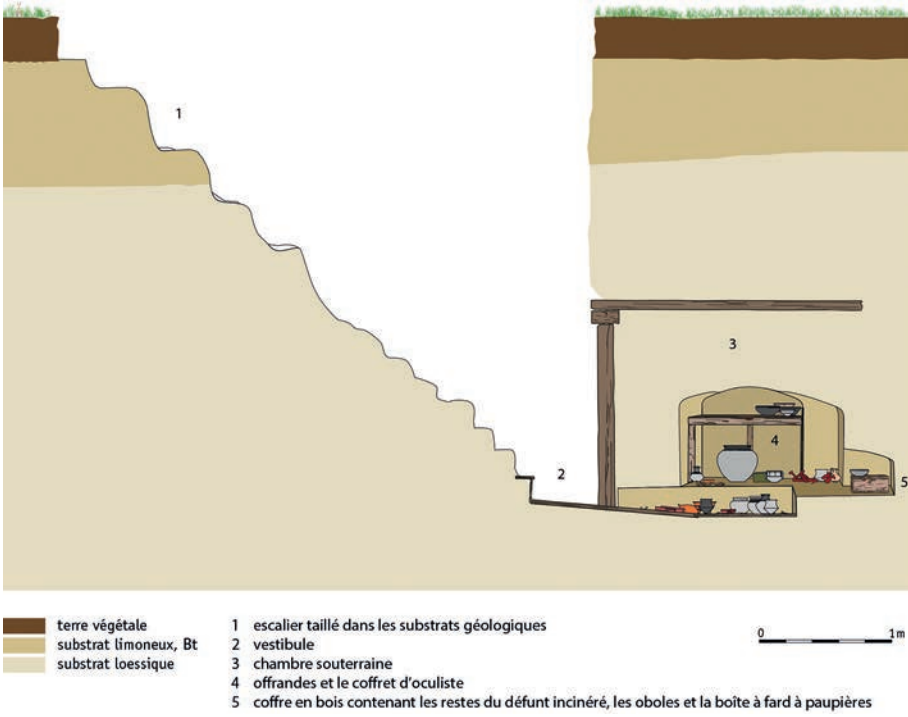 1
3
4
2
5
terre végétale
substrat limoneux, Bt
substrat loessique
1 escalier taillé dans les substrats géologiques
2 vestibule
3 chambre souterraine
4 offrandes et le coffret d'oculiste
5 coffre en bois contenant les restes du défunt incinéré, les oboles et la boîte à fard à paupières
0 1m